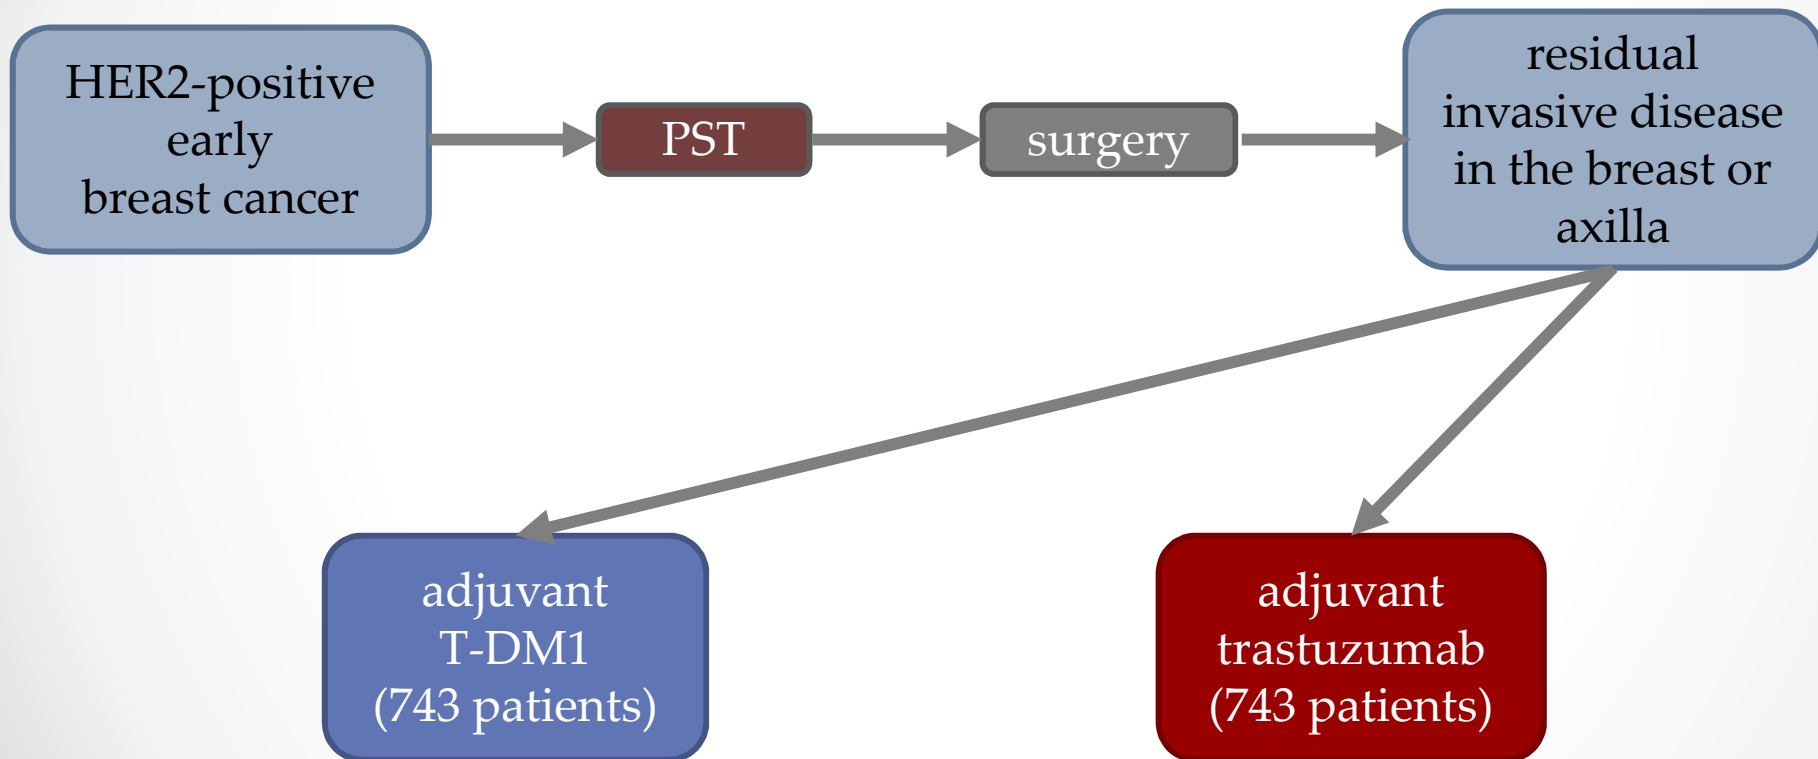 HER2-positive
early
breast cancer
PST
surgery
residual
invasive disease
in the breast or
axilla
adjuvant
T-DM1
(743 patients)
adjuvant
trastuzumab
(743 patients)